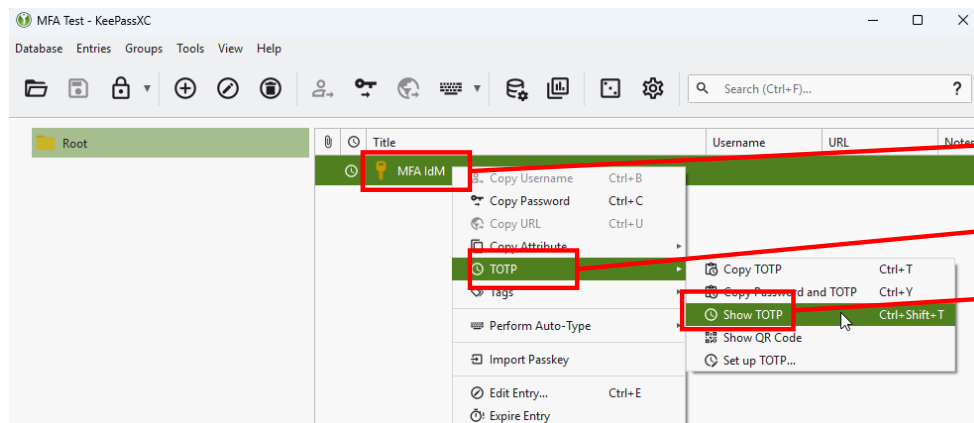 MFA Test - KeePassXC
Database Entries Groups Tools View Help
Search (Ctrl+F)... ?
Root
Title Username URL Notes
MFA IdM
Copy Username Ctrl+B
Copy Password Ctrl+C
Copy URL Ctrl+U
Copy Attribute
TOTP
Copy TOTP Ctrl+T
Tags
Copy Password and TOTP Ctrl+Y
Show TOTP Ctrl+Shift+T
Perform Auto-Type
Show QR Code
Import Passkey
Set up TOTP...
Edit Entry... Ctrl+E
Expire Entry